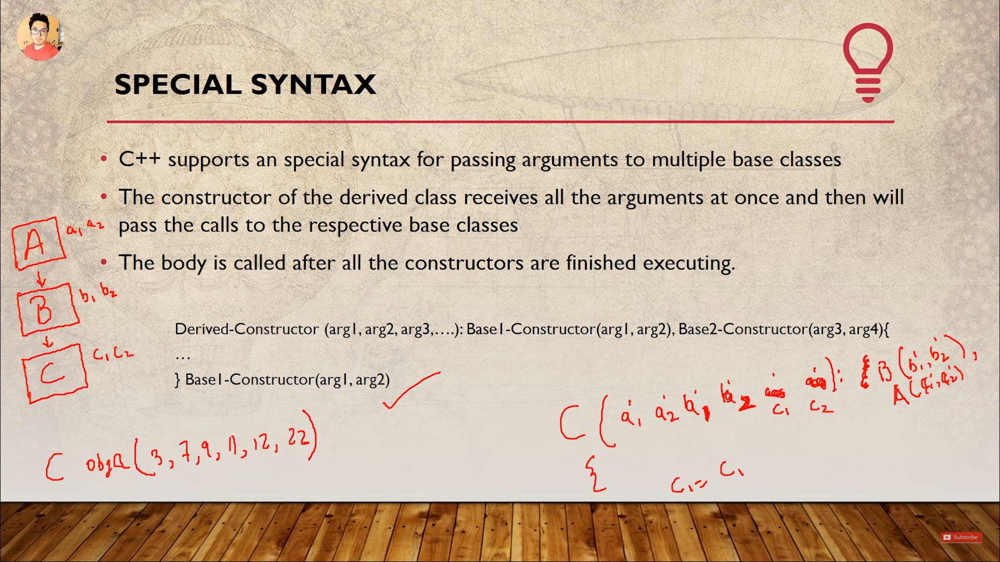 SPECIAL SYNTAX
• C++ supports an special syntax for passing arguments to multiple base classes
• The constructor of the derived class receives all the arguments at once and then will
pass the calls to the respective base classes
• The body is called after all the constructors are finished executing.
A a1 a2
B b1 b2
C c1 c2
Derived-Constructor (arg1, arg2, arg3,….): Base1-Constructor(arg1, arg2), Base2-Constructor(arg3, arg4){
…
} Base1-Constructor(arg1, arg2)
C ( a1 a2 b1 b2 c1 c2 ): B (b1, b2),
A(a1, a2)
C obja(3, 7, 9, 11, 12, 22)
{ c1= c1
Subscribe